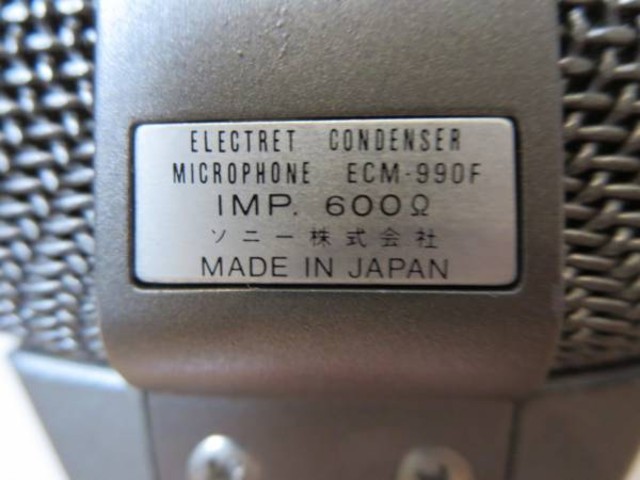 ELECTRET CONDENSER
MICROPHONE ECM-990F
IMP. 600Ω
ソニー株式会社
MADE IN JAPAN